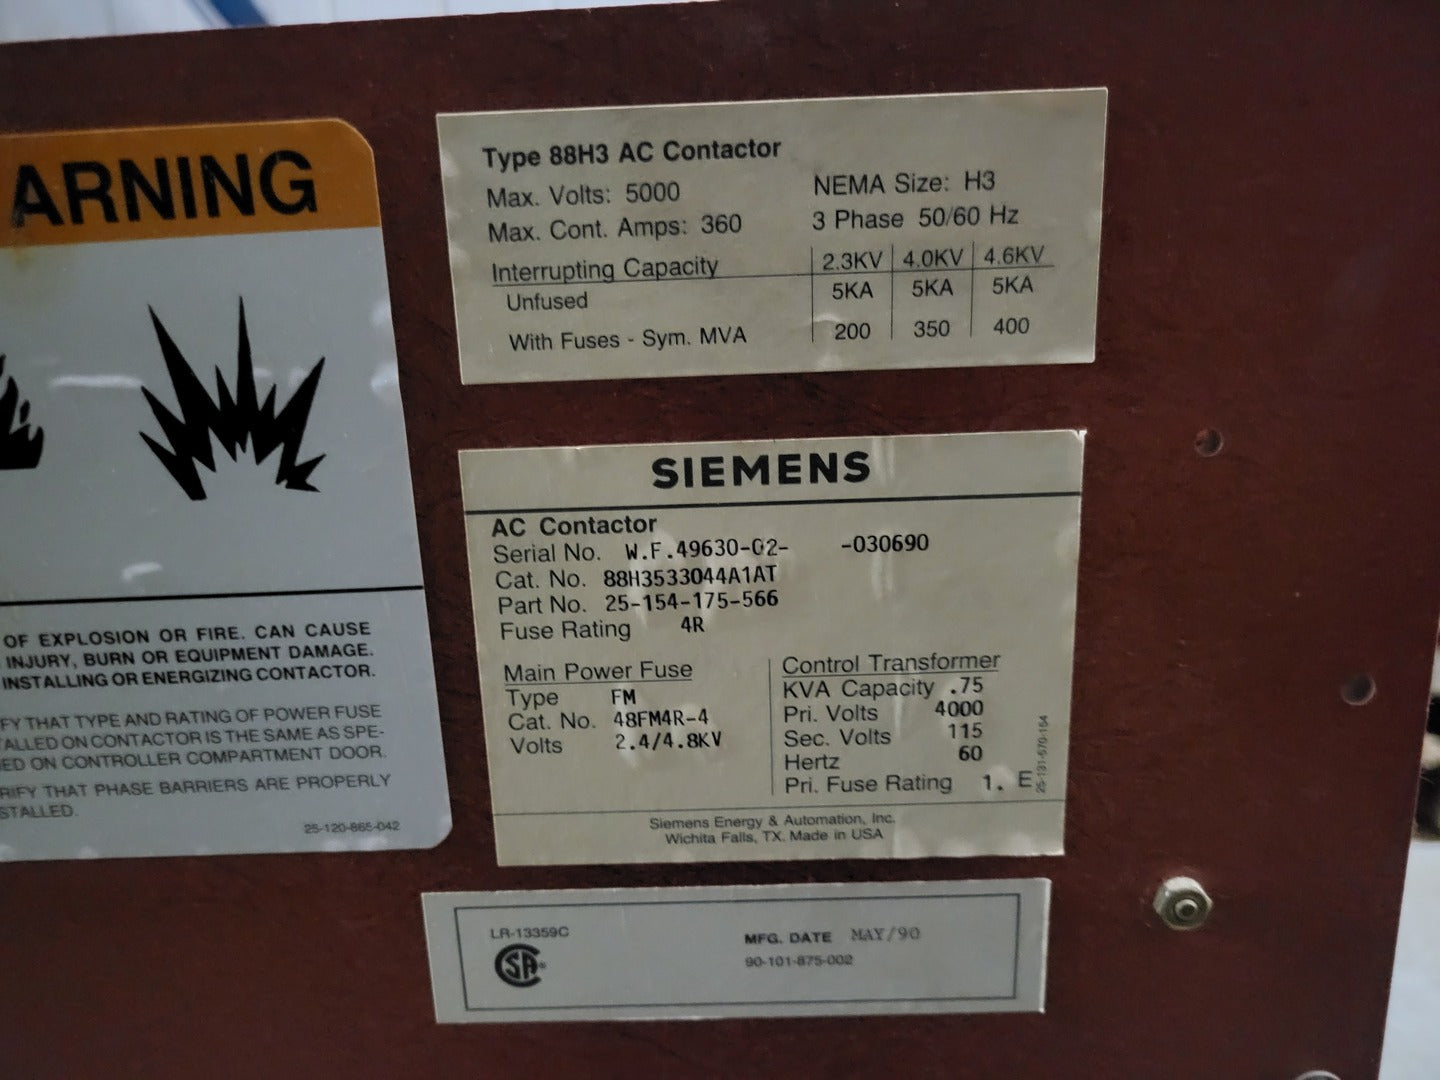 ARNING
OF EXPLOSION OR FIRE. CAN CAUSE
INJURY, BURN OR EQUIPMENT DAMAGE.
INSTALLING OR ENERGIZING CONTACTOR.
FY THAT TYPE AND RATING OF POWER FUSE
TALLED ON CONTACTOR IS THE SAME AS SPE-
IED ON CONTROLLER COMPARTMENT DOOR.
RIFY THAT PHASE BARRIERS ARE PROPERLY
STALLED.
25-120-865-042
Type 88H3 AC Contactor
Max. Volts: 5000 NEMA Size: H3
Max. Cont. Amps: 360 3 Phase 50/60 Hz
Interrupting Capacity 2.3KV 4.0KV 4.6KV
Unfused 5KA 5KA 5KA
With Fuses - Sym. MVA 200 350 400
SIEMENS
AC Contactor
Serial No. W.F.49630-02- -030690
Cat. No. 88H3533044A1AT
Part No. 25-154-175-566
Fuse Rating 4R
Main Power Fuse
Type FM
Cat. No. 48FM4R-4
Volts 2.4/4.8KV
Control Transformer
KVA Capacity .75
Pri. Volts 4000
Sec. Volts 115
Hertz 60
Pri. Fuse Rating 1. E
25-131-570-154
Siemens Energy & Automation, Inc.
Wichita Falls, TX. Made in USA
LR-13359C
CSA
MFG. DATE MAY/90
90-101-875-002